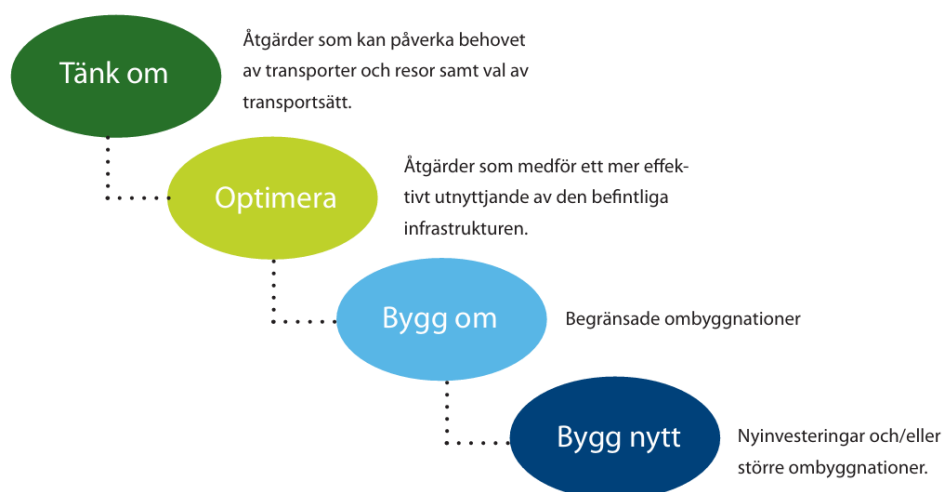 Tänk om
Åtgärder som kan påverka behovet
av transporter och resor samt val av
transportsätt.
Optimera
Åtgärder som medför ett mer effek-
tivt utnyttjande av den befintliga
infrastrukturen.
Bygg om
Begränsade ombyggnationer
Bygg nytt
Nyinvesteringar och/eller
större ombyggnationer.